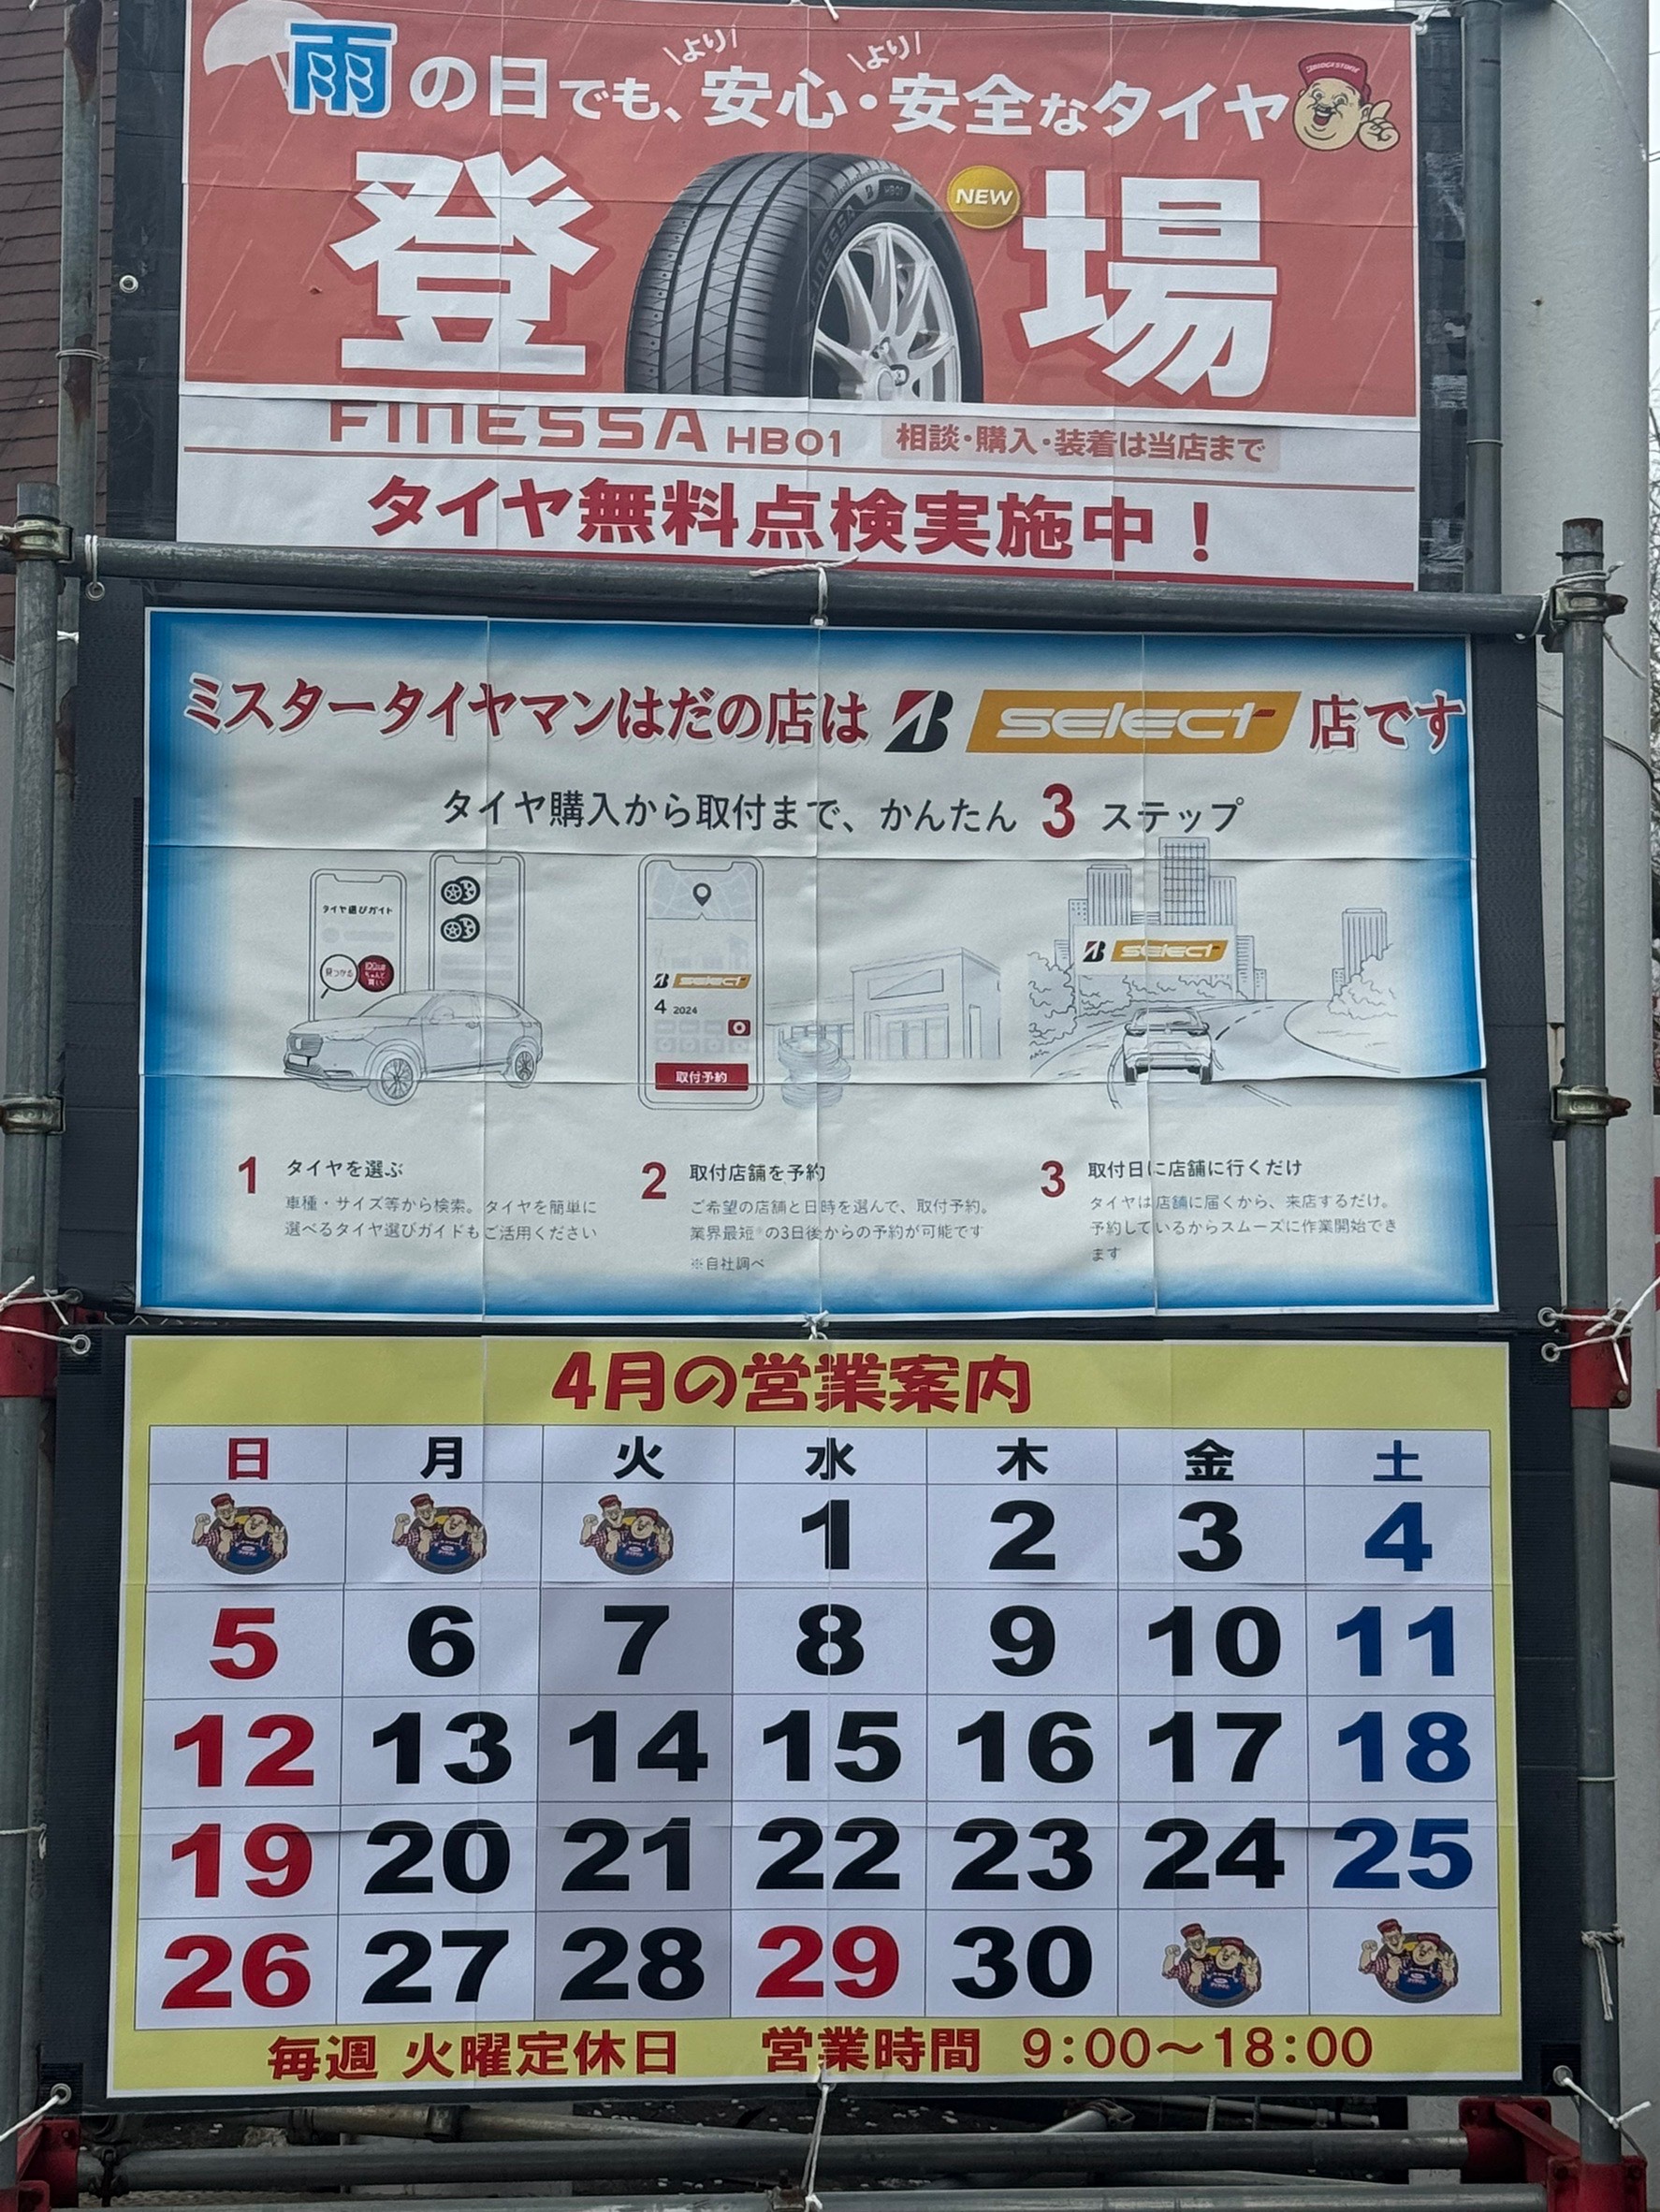 より より
雨の日でも、安心・安全なタイヤ
登場
NEW
FINESSA HB01 相談・購入・装着は当店まで
タイヤ無料点検実施中！
ミスタータイヤマンはだの店は B select 店です
タイヤ購入から取付まで、かんたん 3 ステップ
タイヤ選びガイド
見つかる
B select
4 2024
取付予約
B select
1 タイヤを選ぶ
車種・サイズ等から検索。タイヤを簡単に
選べるタイヤ選びガイドもご活用ください
2 取付店舗を予約
ご希望の店舗と日時を選んで、取付予約。
業界最短※の3日後からの予約が可能です
※自社調べ
3 取付日に店舗に行くだけ
タイヤは店舗に届くから、来店するだけ。
予約しているからスムーズに作業開始でき
ます
4月の営業案内
日 月 火 水 木 金 土
1 2 3 4
5 6 7 8 9 10 11
12 13 14 15 16 17 18
19 20 21 22 23 24 25
26 27 28 29 30
毎週 火曜定休日 営業時間 9:00～18:00